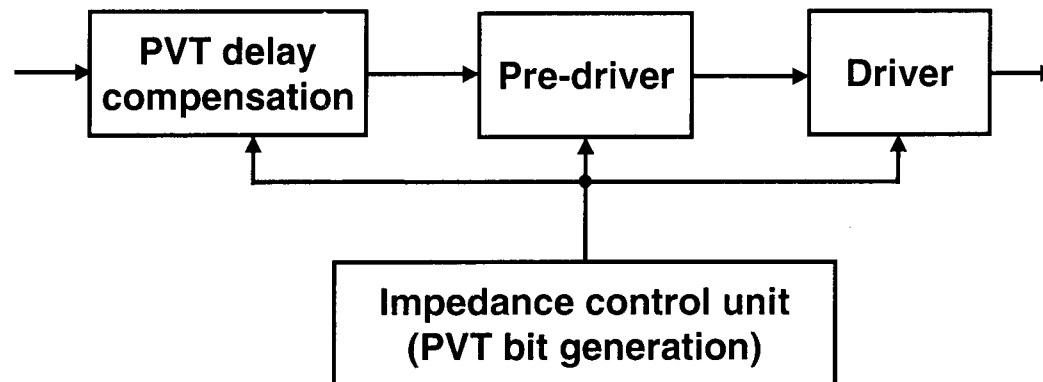 PVT delay
compensation
Pre-driver
Driver
Impedance control unit
(PVT bit generation)